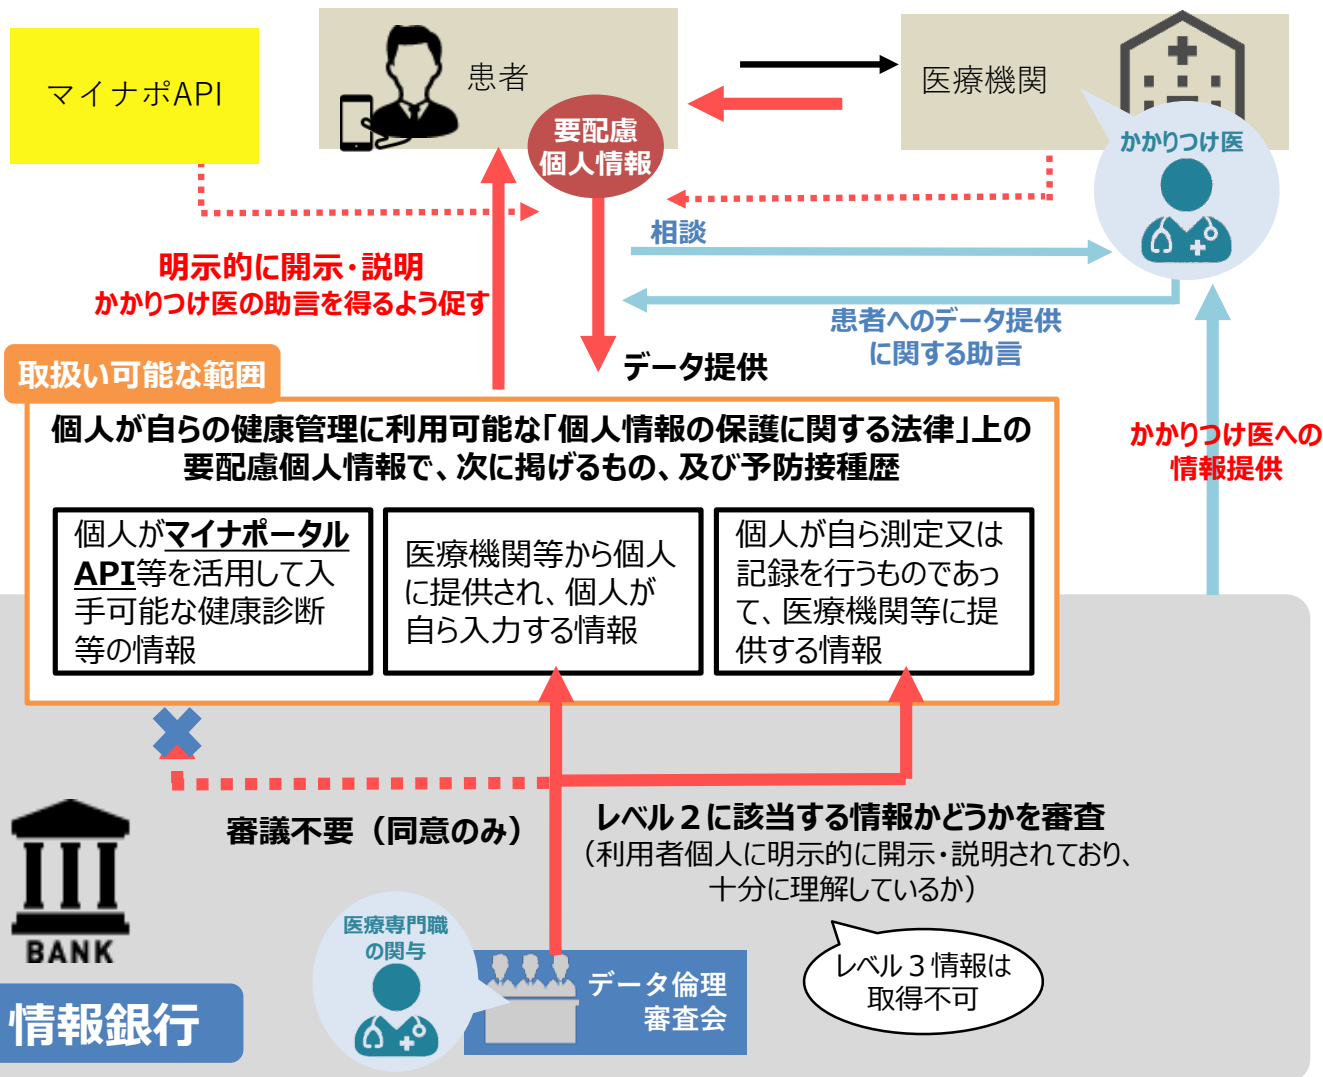 マイナポAPI
患者
医療機関
要配慮
個人情報
かかりつけ医
相談
明示的に開示・説明
かかりつけ医の助言を得るよう促す
患者へのデータ提供
に関する助言
データ提供
かかりつけ医への
情報提供
取扱い可能な範囲
個人が自らの健康管理に利用可能な「個人情報の保護に関する法律」上の
要配慮個人情報で、次に掲げるもの、及び予防接種歴
個人がマイナポータル
API等を活用して入
手可能な健康診断
等の情報
医療機関等から個人
に提供され、個人が
自ら入力する情報
個人が自ら測定又は
記録を行うものであっ
て、医療機関等に提
供する情報
審議不要（同意のみ）
レベル２に該当する情報かどうかを審査
（利用者個人に明示的に開示・説明されており、
十分に理解しているか）
レベル３情報は
取得不可
医療専門職
の関与
データ倫理
審査会
BANK
情報銀行